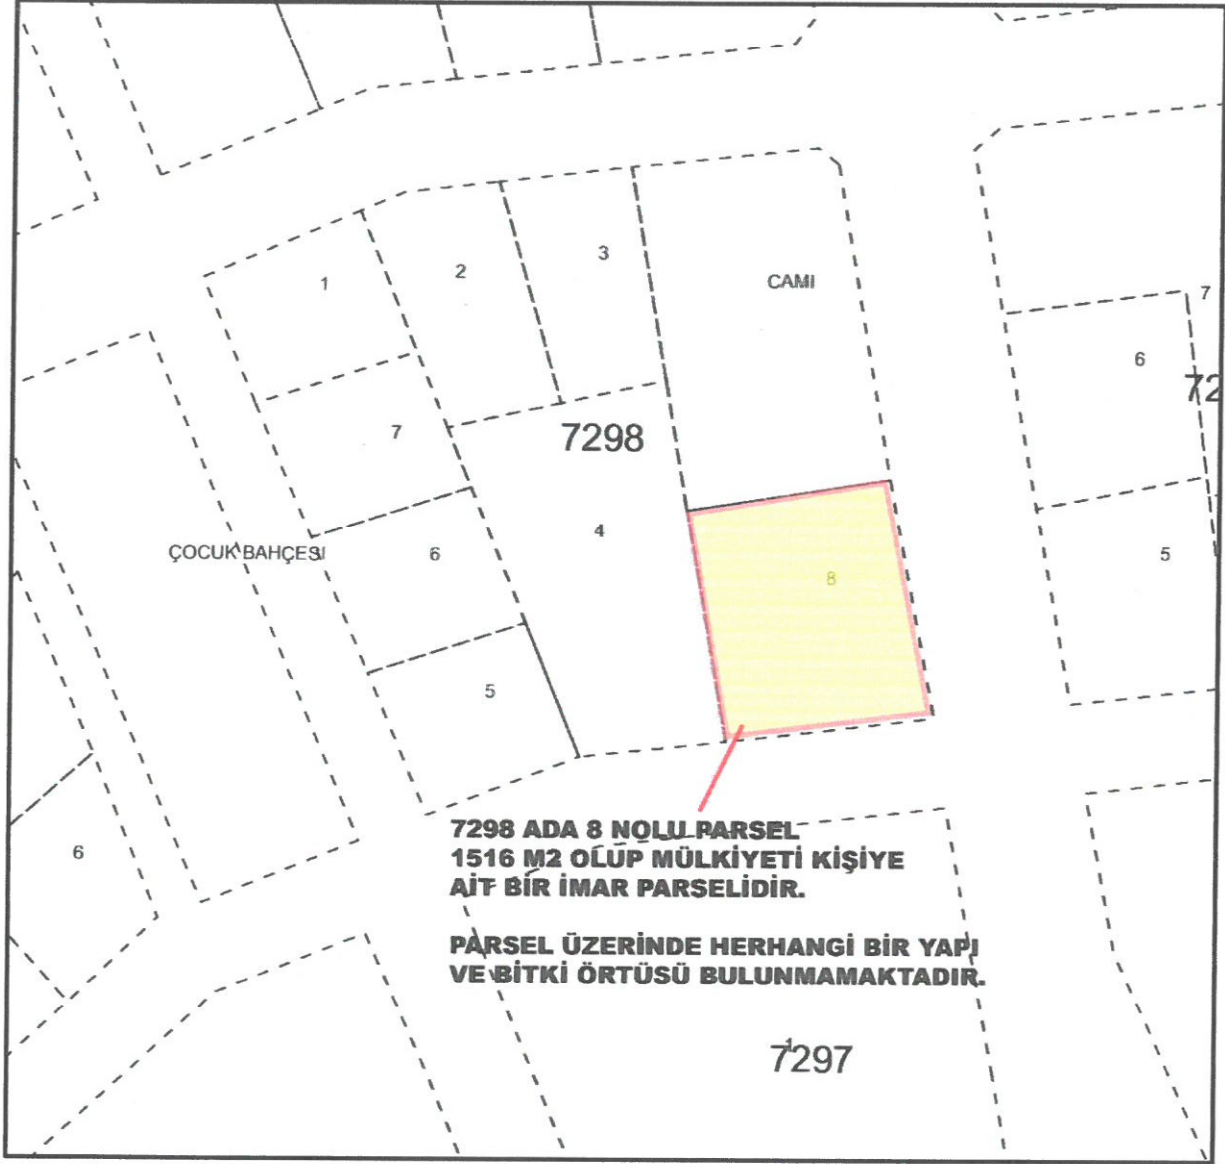 1
2
3
CAMI
7
6
72
7
7298
4
ÇOCUK BAHÇESI
6
8
5
5
6
7298 ADA 8 NOLU PARSEL
1516 M2 OLUP MÜLKİYETİ KİŞİYE
AİT BİR İMAR PARSELİDİR.
PARSEL ÜZERİNDE HERHANGİ BİR YAPI
VE BİTKİ ÖRTÜSÜ BULUNMAMAKTADIR.
1
7297